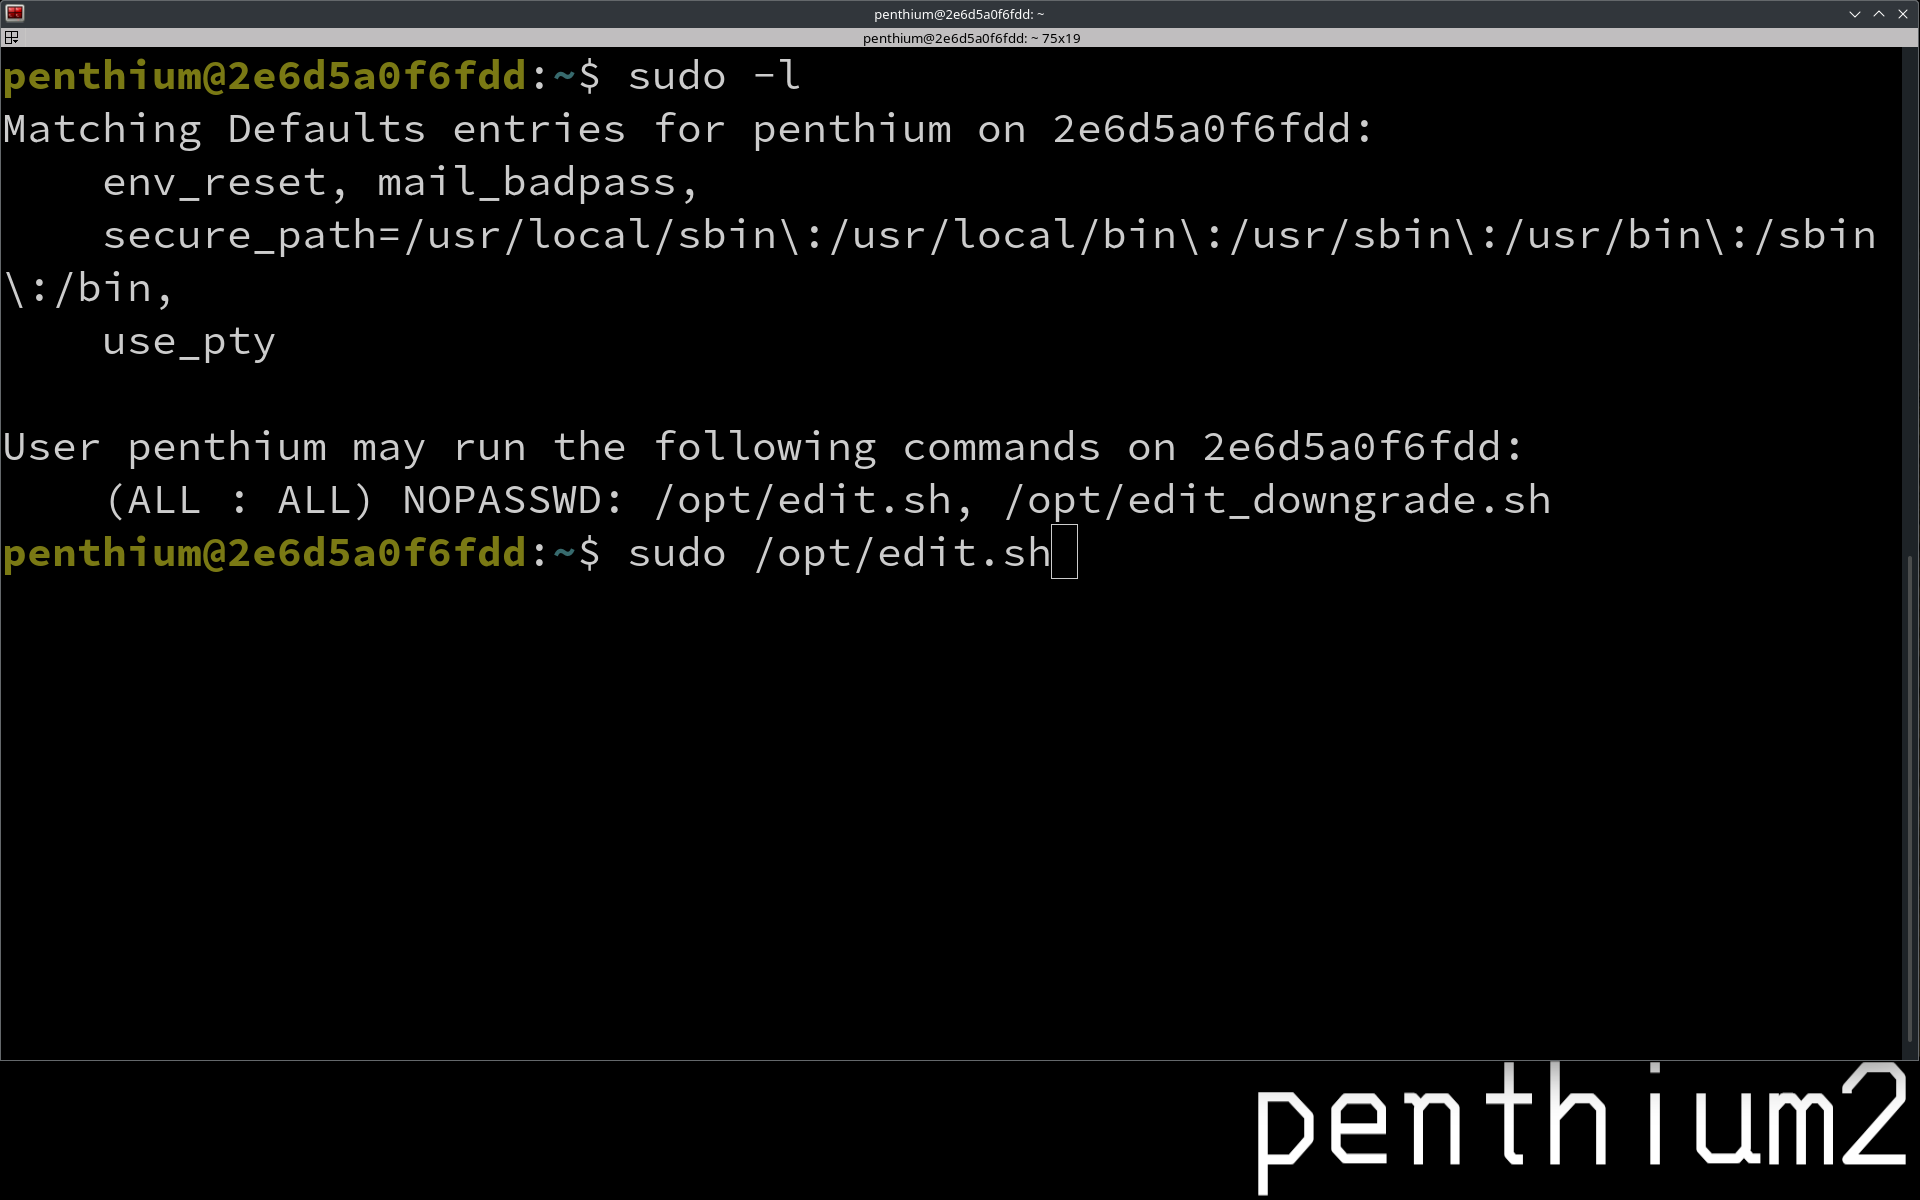 penthium@2e6d5a0f6fdd: ~
penthium@2e6d5a0f6fdd: ~ 75x19
penthium@2e6d5a0f6fdd:~$ sudo -l
Matching Defaults entries for penthium on 2e6d5a0f6fdd:
    env_reset, mail_badpass,
    secure_path=/usr/local/sbin\:/usr/local/bin\:/usr/sbin\:/usr/bin\:/sbin
\:/bin,
    use_pty
User penthium may run the following commands on 2e6d5a0f6fdd:
    (ALL : ALL) NOPASSWD: /opt/edit.sh, /opt/edit_downgrade.sh
penthium@2e6d5a0f6fdd:~$ sudo /opt/edit.sh
penthium2